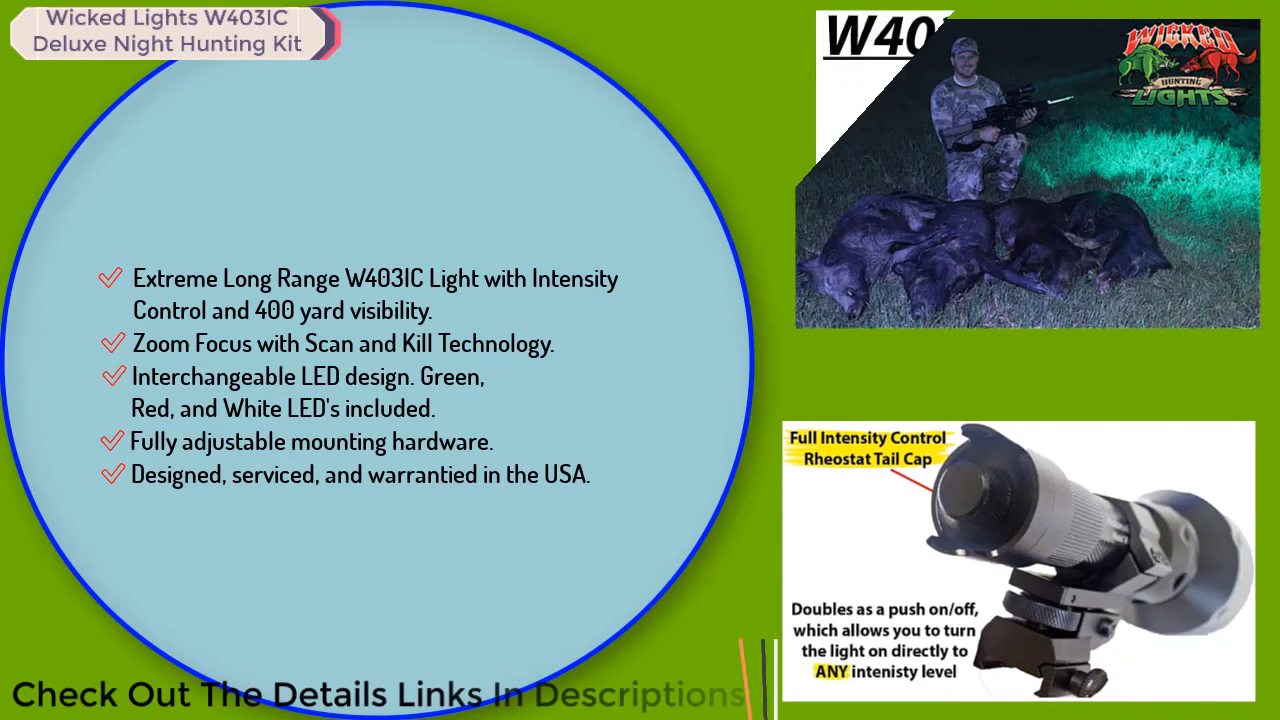 Wicked Lights W403IC
Deluxe Night Hunting Kit
Extreme Long Range W403IC Light with Intensity
Control and 400 yard visibility.
Zoom Focus with Scan and Kill Technology.
Interchangeable LED design. Green,
Red, and White LED's included.
Fully adjustable mounting hardware.
Designed, serviced, and warrantied in the USA.
Check Out The Details Links In Descriptions
W40
WICKED
HUNTING
LIGHTS
Full Intensity Control
Rheostat Tail Cap
Doubles as a push on/off,
which allows you to turn
the light on directly to
ANY intenisty level